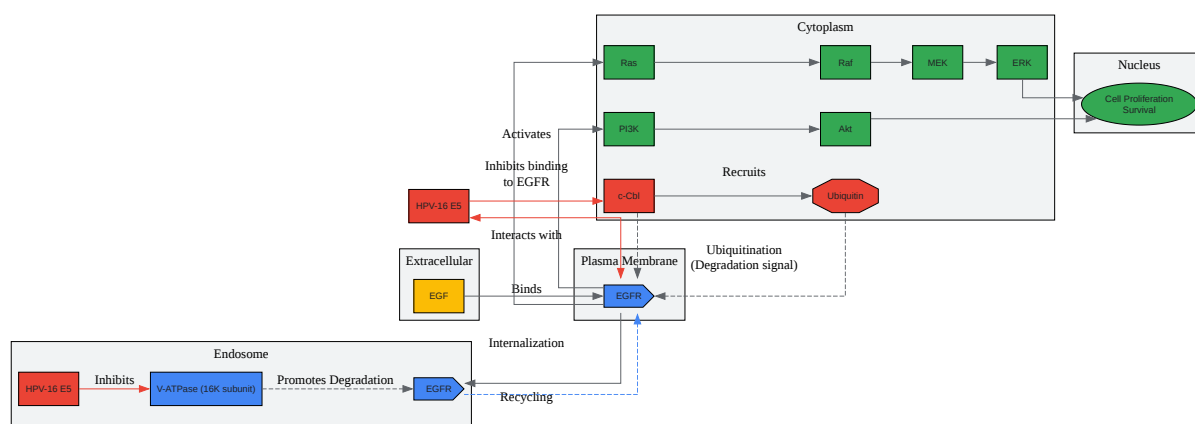 Cytoplasm
Ras
Raf
MEK
ERK
Nucleus
Cell Proliferation
Survival
Activates
PI3K
Akt
Inhibits binding
to EGFR
HPV-16 E5
c-Cbl
Recruits
Ubiquitin
Interacts with
Ubiquitination
(Degradation signal)
Extracellular
EGF
Binds
Plasma Membrane
EGFR
Internalization
Endosome
HPV-16 E5
Inhibits
V-ATPase (16K subunit)
Promotes Degradation
EGFR
Recycling